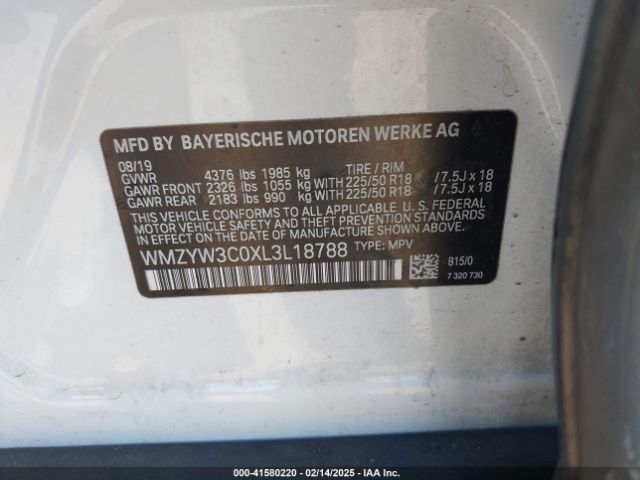 MFD BY BAYERISCHE MOTOREN WERKE AG
08/19 TIRE / RIM
GVWR 4376 lbs 1985 kg
GAWR FRONT 2326 lbs 1055 kg WITH 225/50 R18 /7.5J x 18
GAWR REAR 2183 lbs 990 kg WITH 225/50 R18 /7.5J x 18
THIS VEHICLE CONFORMS TO ALL APPLICABLE U.S. FEDERAL
MOTOR VEHICLE SAFETY, BUMPER AND THEFT PREVENTION
STANDARDS IN EFFECT ON THE DATE OF MANUFACTURE SHOWN ABOVE.
WMZYW3C0XL3L18788 TYPE: MPV
B15/0
7 320 730
000-41580220 - 02/14/2025 - IAA Inc.